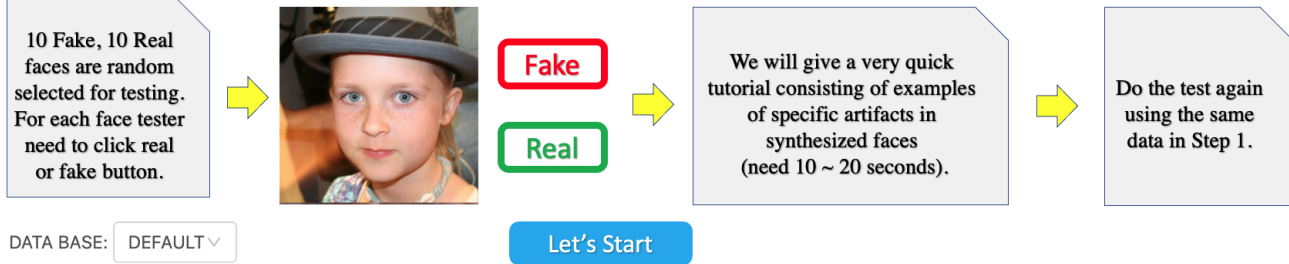 10 Fake, 10 Real
faces are random
selected for testing.
For each face tester
need to click real
or fake button.
Fake
Real
We will give a very quick
tutorial consisting of examples
of specific artifacts in
synthesized faces
(need 10 ~ 20 seconds).
Do the test again
using the same
data in Step 1.
DATA BASE: DEFAULT
Let's Start